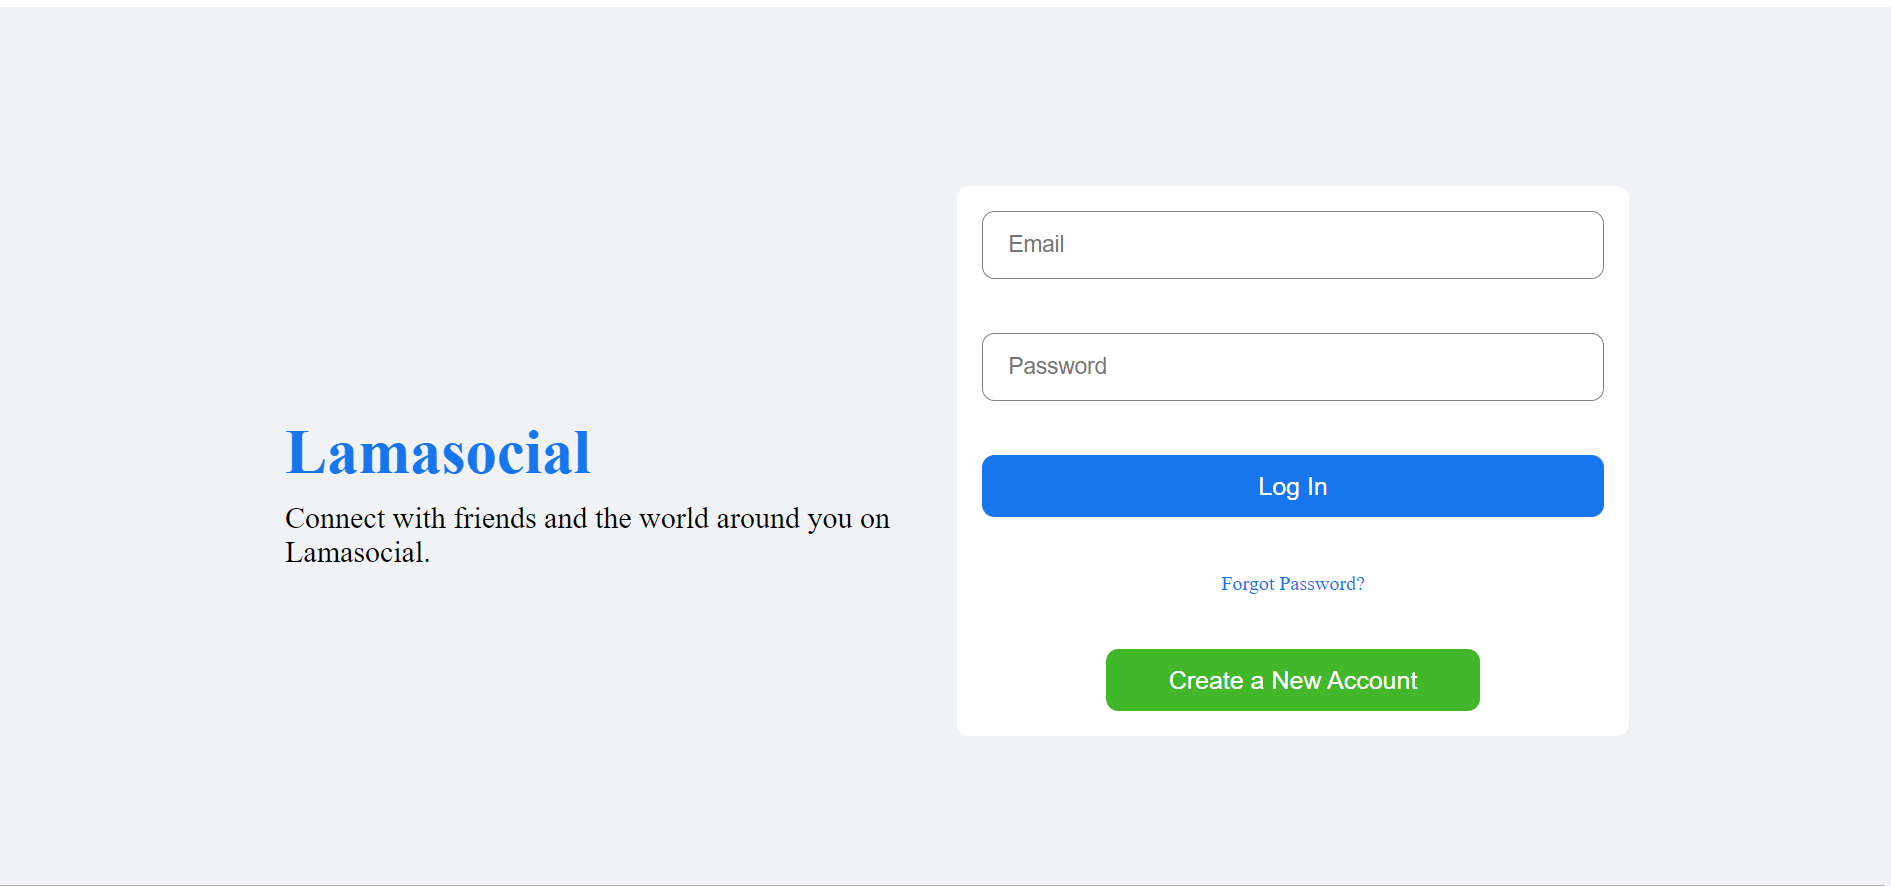 Lamasocial
Connect with friends and the world around you on
Lamasocial.
Email
Password
Log In
Forgot Password?
Create a New Account